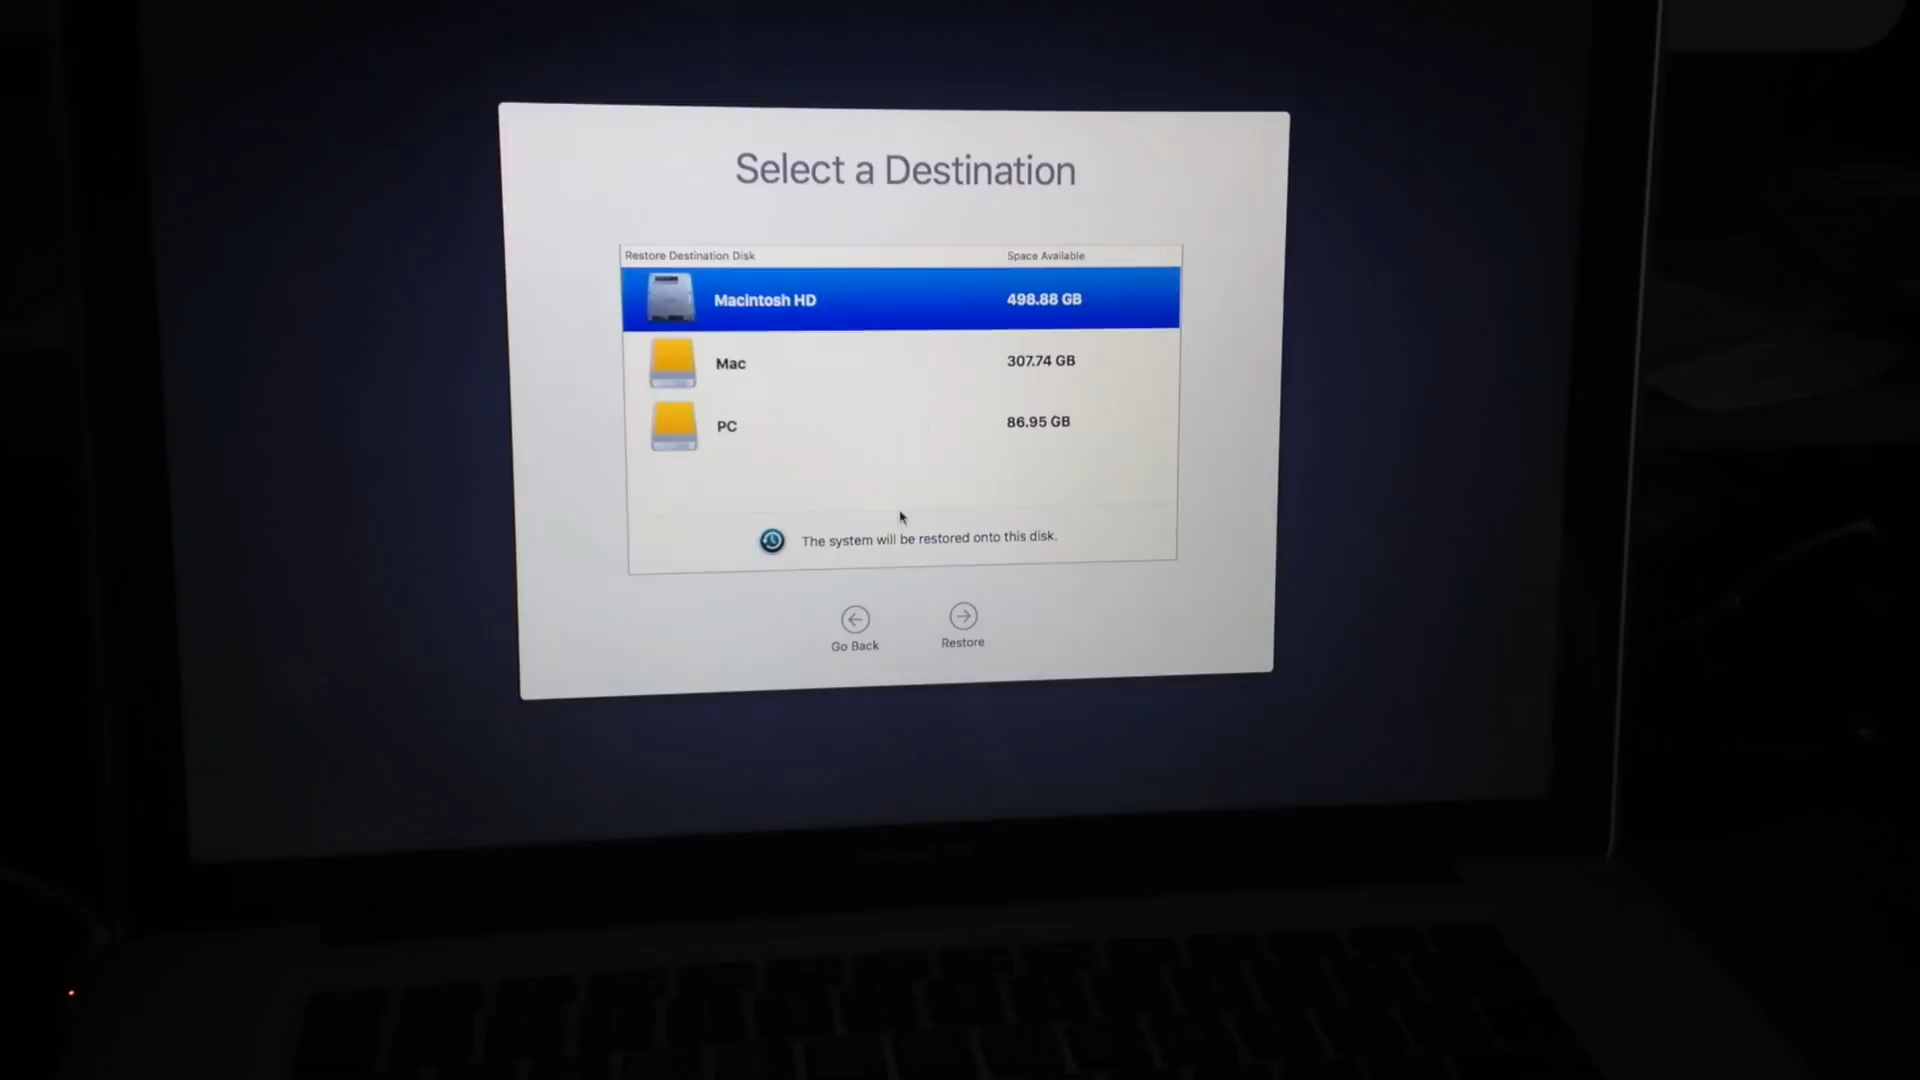 Select a Destination
Restore Destination Disk Space Available
Macintosh HD 498.88 GB
Mac 307.74 GB
PC 86.95 GB
The system will be restored onto this disk.
Go Back Restore